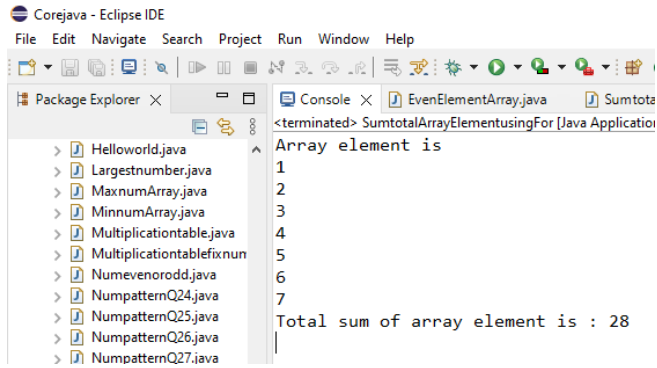 Corejava - Eclipse IDE
File Edit Navigate Search Project Run Window Help
Package Explorer
Console EvenElementArray.java Sumtota
<terminated> SumtotalArrayElementusingFor [Java Application
Helloworld.java
Largestnumber.java
MaxnumArray.java
MinnumArray.java
Multiplicationtable.java
Multiplicationtablefixnum
Numevenorodd.java
NumpatternQ24.java
NumpatternQ25.java
NumpatternQ26.java
NumpatternQ27.java
Array element is
1
2
3
4
5
6
7
Total sum of array element is : 28